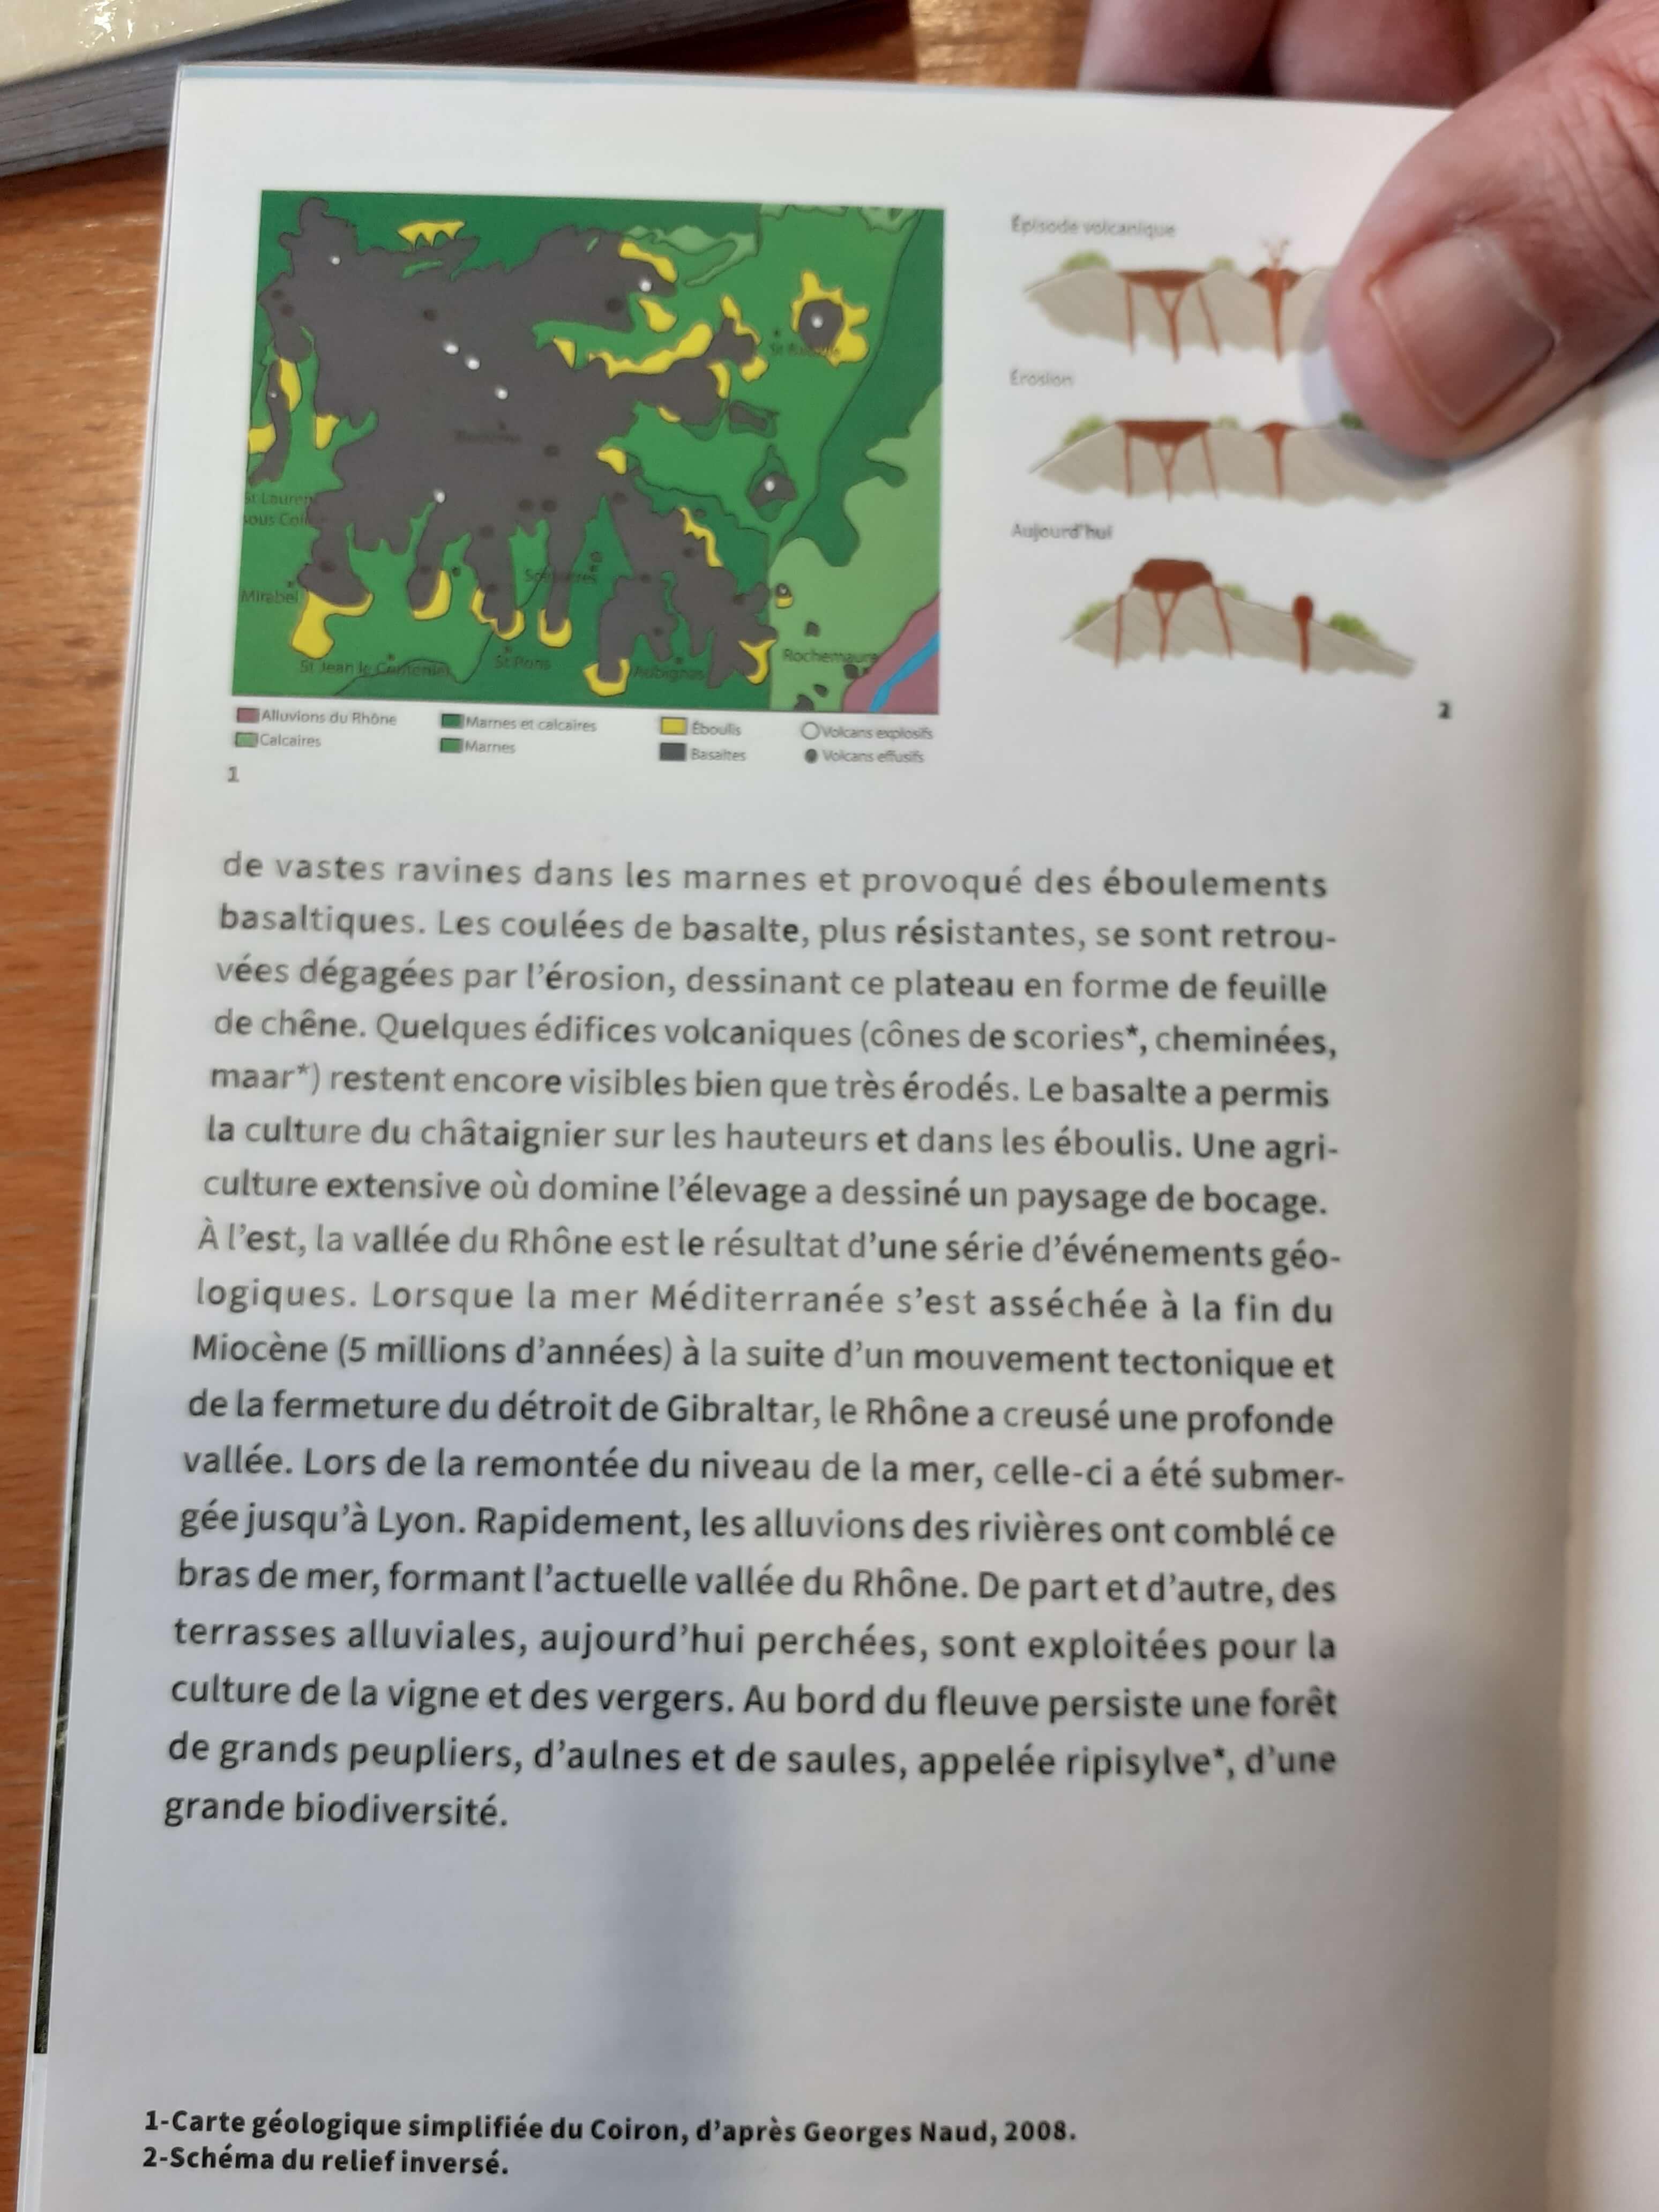 Épisode volcanique
Érosion
Aujourd'hui
2
St Lauren
sous Coi
Mirabel
St Jean le Centenier
St Pons
Aubignas
Rochemaure
Alluvions du Rhône
Calcaires
Marnes et calcaires
Marnes
Éboulis
Basaltes
Volcans explosifs
Volcans effusifs
1
de vastes ravines dans les marnes et provoqué des éboulements
basaltiques. Les coulées de basalte, plus résistantes, se sont retrou-
vées dégagées par l'érosion, dessinant ce plateau en forme de feuille
de chêne. Quelques édifices volcaniques (cônes de scories*, cheminées,
maar*) restent encore visibles bien que très érodés. Le basalte a permis
la culture du châtaignier sur les hauteurs et dans les éboulis. Une agri-
culture extensive où domine l'élevage a dessiné un paysage de bocage.
À l'est, la vallée du Rhône est le résultat d'une série d'événements géo-
logiques. Lorsque la mer Méditerranée s'est asséchée à la fin du
Miocène (5 millions d'années) à la suite d'un mouvement tectonique et
de la fermeture du détroit de Gibraltar, le Rhône a creusé une profonde
vallée. Lors de la remontée du niveau de la mer, celle-ci a été submer-
gée jusqu'à Lyon. Rapidement, les alluvions des rivières ont comblé ce
bras de mer, formant l'actuelle vallée du Rhône. De part et d'autre, des
terrasses alluviales, aujourd'hui perchées, sont exploitées pour la
culture de la vigne et des vergers. Au bord du fleuve persiste une forêt
de grands peupliers, d'aulnes et de saules, appelée ripisylve*, d'une
grande biodiversité.
1-Carte géologique simplifiée du Coiron, d'après Georges Naud, 2008.
2-Schéma du relief inversé.